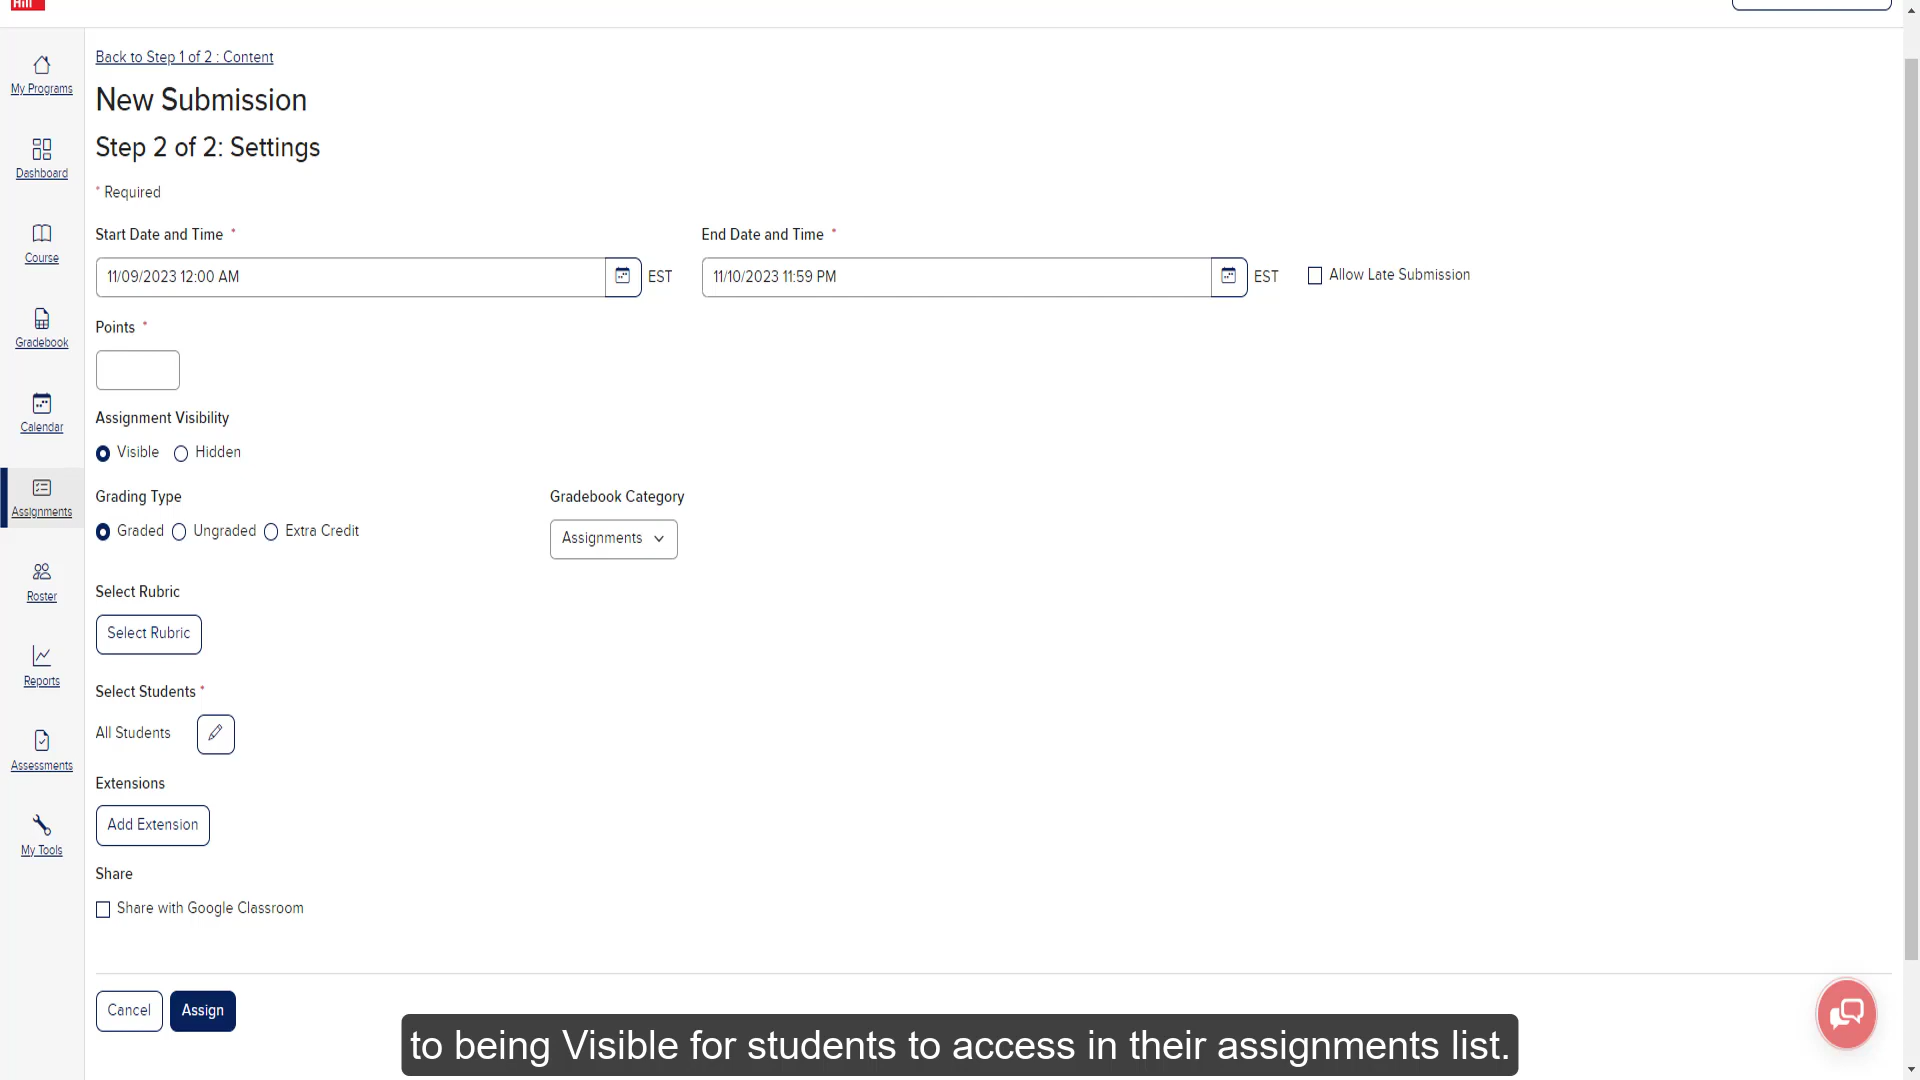 Hill
Back to Step 1 of 2 : Content
New Submission
Step 2 of 2: Settings
* Required
Start Date and Time *
End Date and Time *
11/09/2023 12:00 AM
EST
11/10/2023 11:59 PM
EST
Allow Late Submission
Points *
Assignment Visibility
Visible
Hidden
Grading Type
Gradebook Category
Graded
Ungraded
Extra Credit
Assignments
Select Rubric
Select Rubric
Select Students *
All Students
Extensions
Add Extension
Share
Share with Google Classroom
Cancel
Assign
My Programs
Dashboard
Course
Gradebook
Calendar
Assignments
Roster
Reports
Assessments
My Tools
to being Visible for students to access in their assignments list.